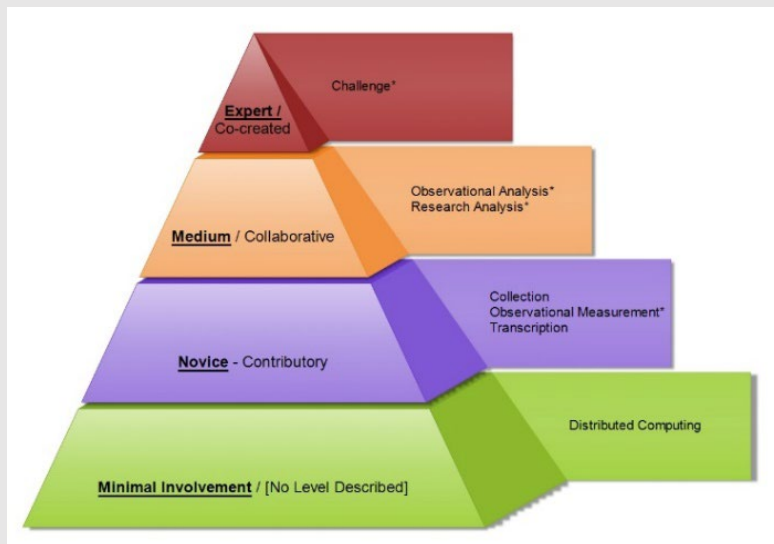 Expert /
Co-created
Challenge*
Medium / Collaborative
Observational Analysis*
Research Analysis*
Novice - Contributory
Collection
Observational Measurement*
Transcription
Minimal Involvement / [No Level Described]
Distributed Computing